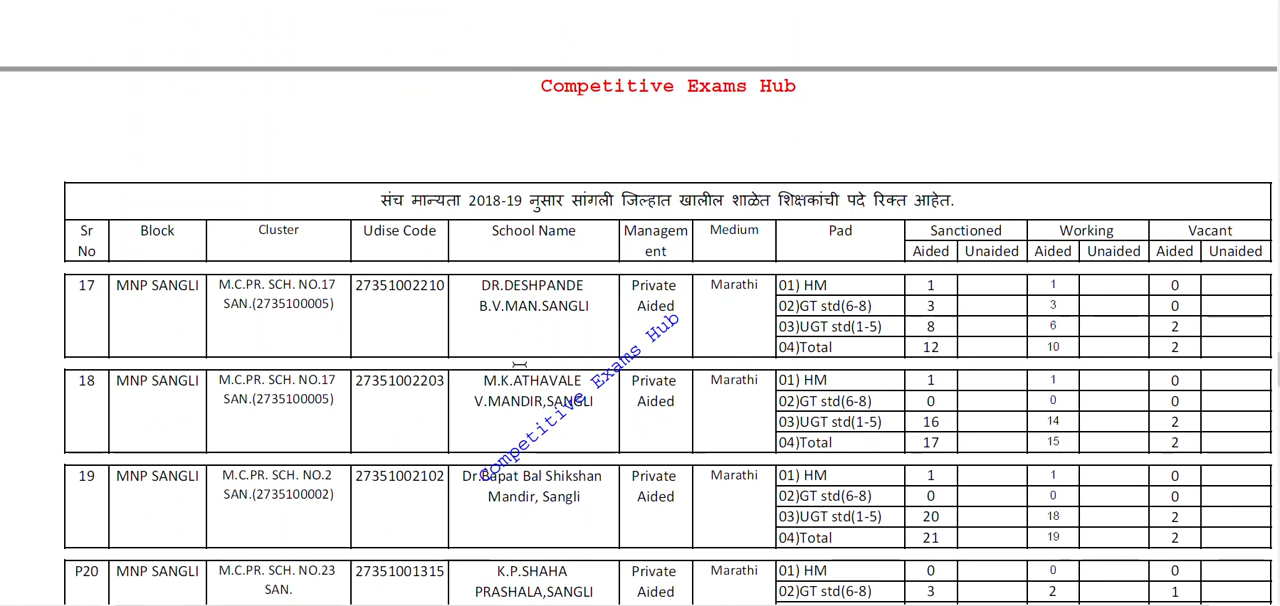 Competitive Exams Hub
संच मान्यता 2018-19 नुसार सांगली जिल्हात खालील शाळेत शिक्षकांची पदे रिक्त आहेत.
Sr No Block Cluster Udise Code School Name Managem ent Medium Pad Sanctioned Working Vacant
Aided Unaided Aided Unaided Aided Unaided
17 MNP SANGLI M.C.PR. SCH. NO.17 27351002210 DR.DESHPANDE Private Marathi 01) HM 1 1 0
SAN.(2735100005) B.V.MAN.SANGLI Aided 02)GT std(6-8) 3 3 0
03)UGT std(1-5) 8 6 2
04)Total 12 10 2
18 MNP SANGLI M.C.PR. SCH. NO.17 27351002203 M.K.ATHAVALE Private Marathi 01) HM 1 1 0
SAN.(2735100005) V.MANDIR,SANGLI Aided 02)GT std(6-8) 0 0 0
03)UGT std(1-5) 16 14 2
04)Total 17 15 2
19 MNP SANGLI M.C.PR. SCH. NO.2 27351002102 Dr.Bapat Bal Shikshan Private Marathi 01) HM 1 1 0
SAN.(2735100002) Mandir, Sangli Aided 02)GT std(6-8) 0 0 0
03)UGT std(1-5) 20 18 2
04)Total 21 19 2
P20 MNP SANGLI M.C.PR. SCH. NO.23 27351001315 K.P.SHAHA Private Marathi 01) HM 0 0 0
SAN. PRASHALA,SANGLI Aided 02)GT std(6-8) 3 2 1
Competitive Exams Hub